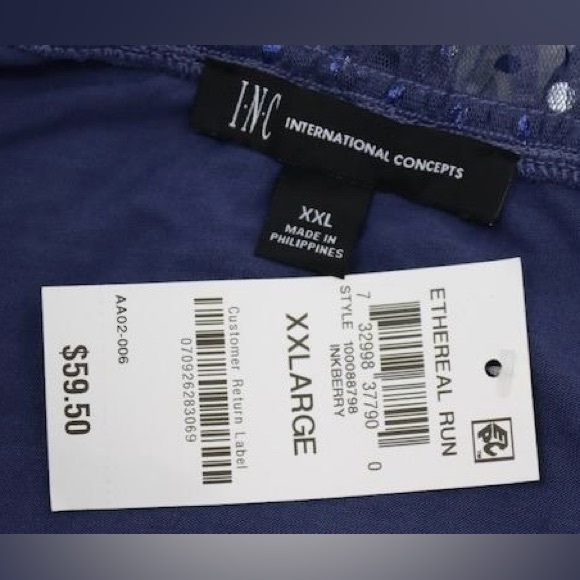 I·N·C INTERNATIONAL CONCEPTS
XXL
MADE IN
PHILIPPINES
ETHEREAL RUN
7 32998 37790 0
STYLE 100088798
INKBERRY
XXLARGE
Customer Return Label
070926283069
AA02-006
$59.50